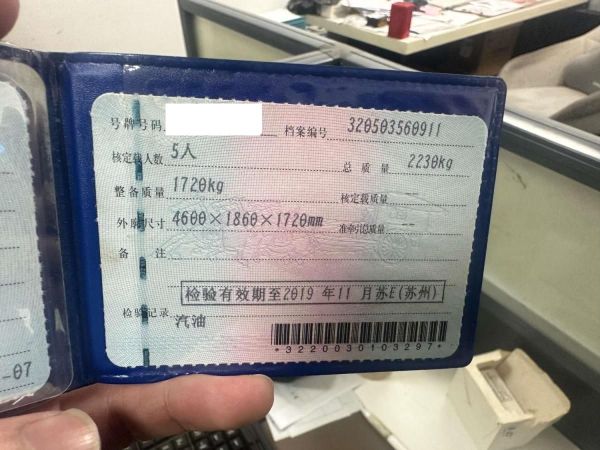 号牌号码 档案编号 320503560911
核定载人数 5人 总质量 2230kg
整备质量 1720kg 核定载质量 --
外廓尺寸 4600×1860×1720mm 准牵引总质量 --
备注
检验有效期至2019年11月苏E(苏州)
检验记录
汽油
*3220030103297*
-07